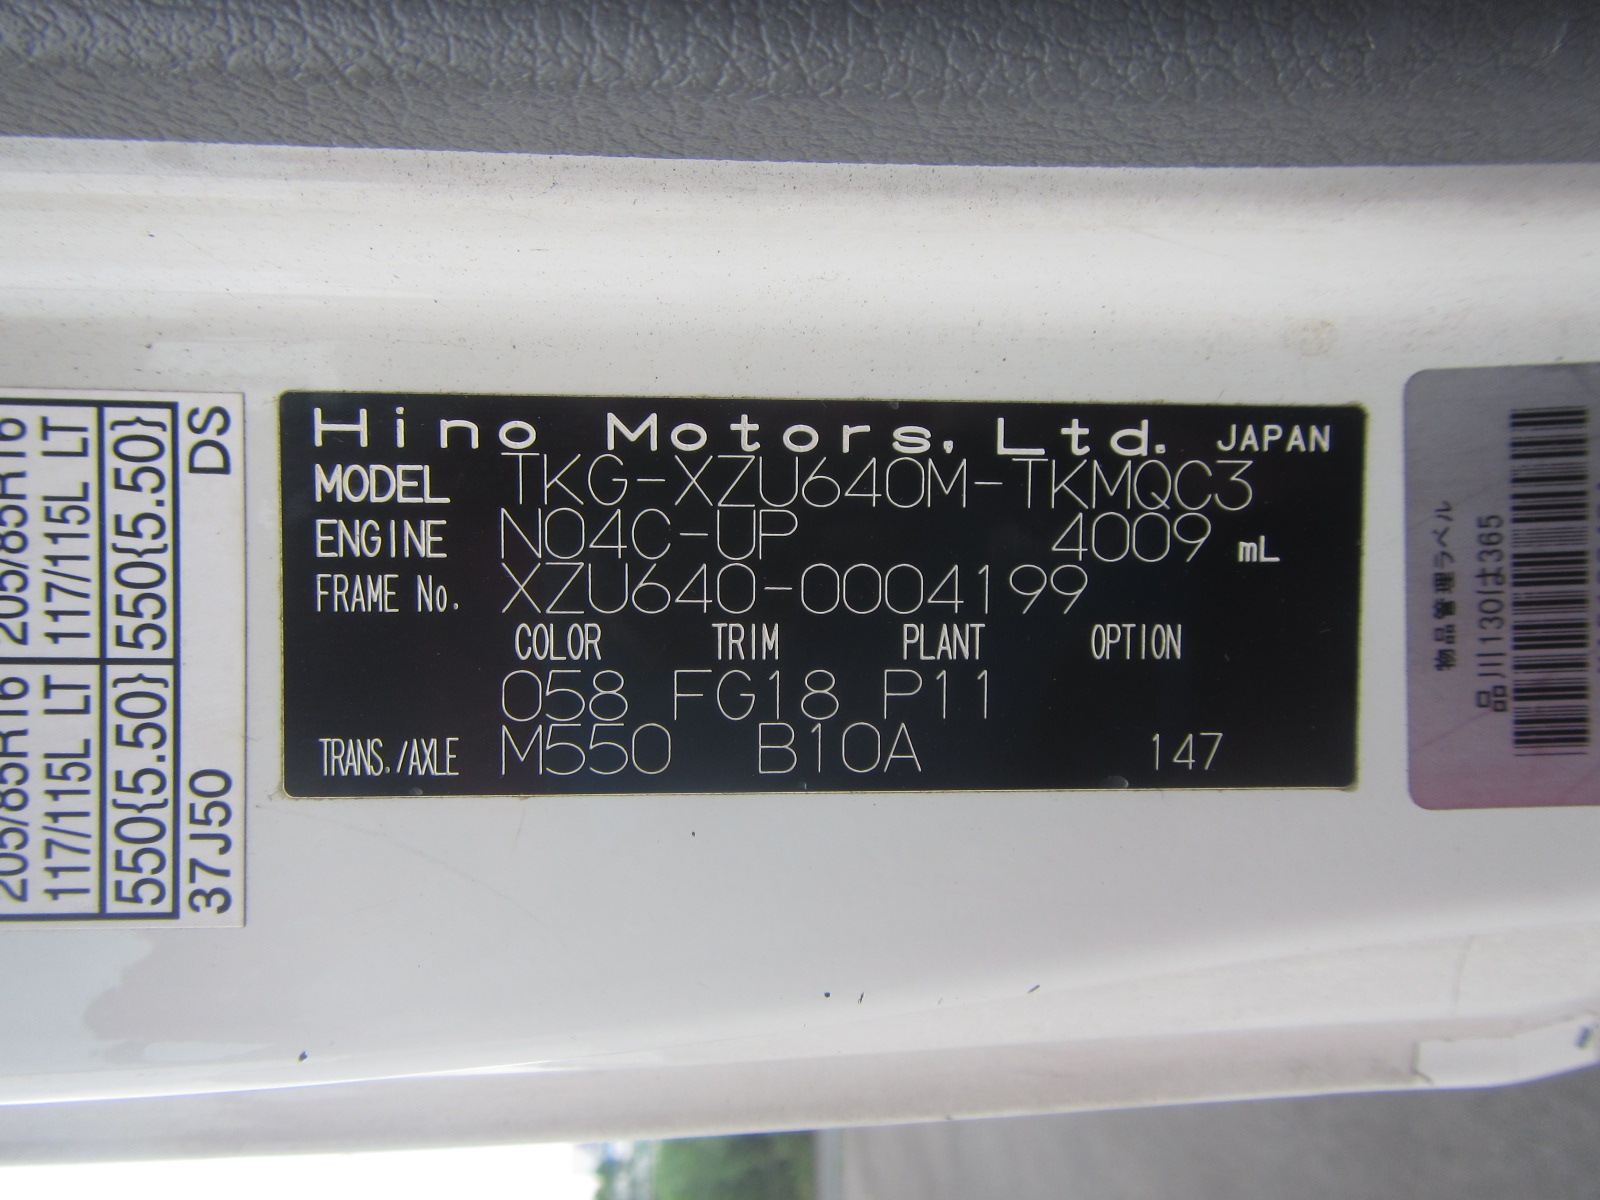 Hino Motors, Ltd. JAPAN
MODEL TKG-XZU640M-TKMQC3
ENGINE N04C-UP 4009 mL
FRAME No. XZU640-0004199
COLOR TRIM PLANT OPTION
058 FG18 P11
TRANS./AXLE M550 B10A 147
205/85R16 205/85R16
117/115L LT 117/115L LT
550{5.50} 550{5.50}
37J50 DS
物品管理ラベル
品川130は365